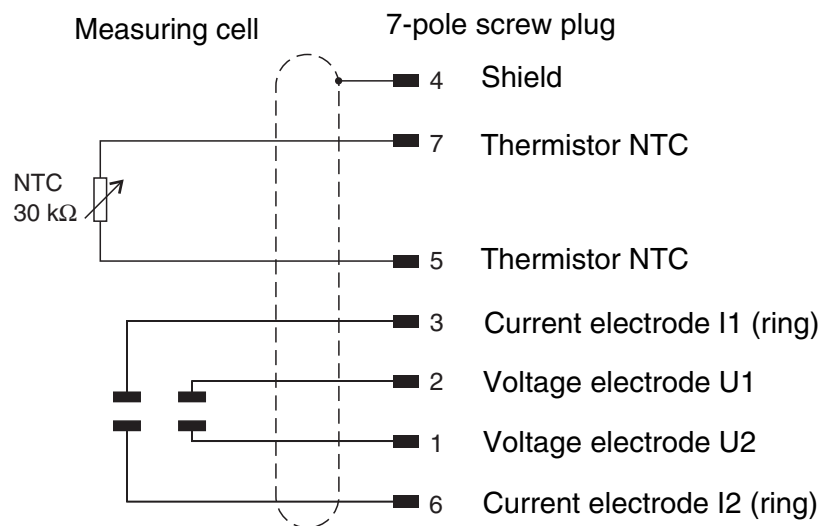 Measuring cell 7-pole screw plug
4 Shield
7 Thermistor NTC
NTC
30 kΩ
5 Thermistor NTC
3 Current electrode I1 (ring)
2 Voltage electrode U1
1 Voltage electrode U2
6 Current electrode I2 (ring)